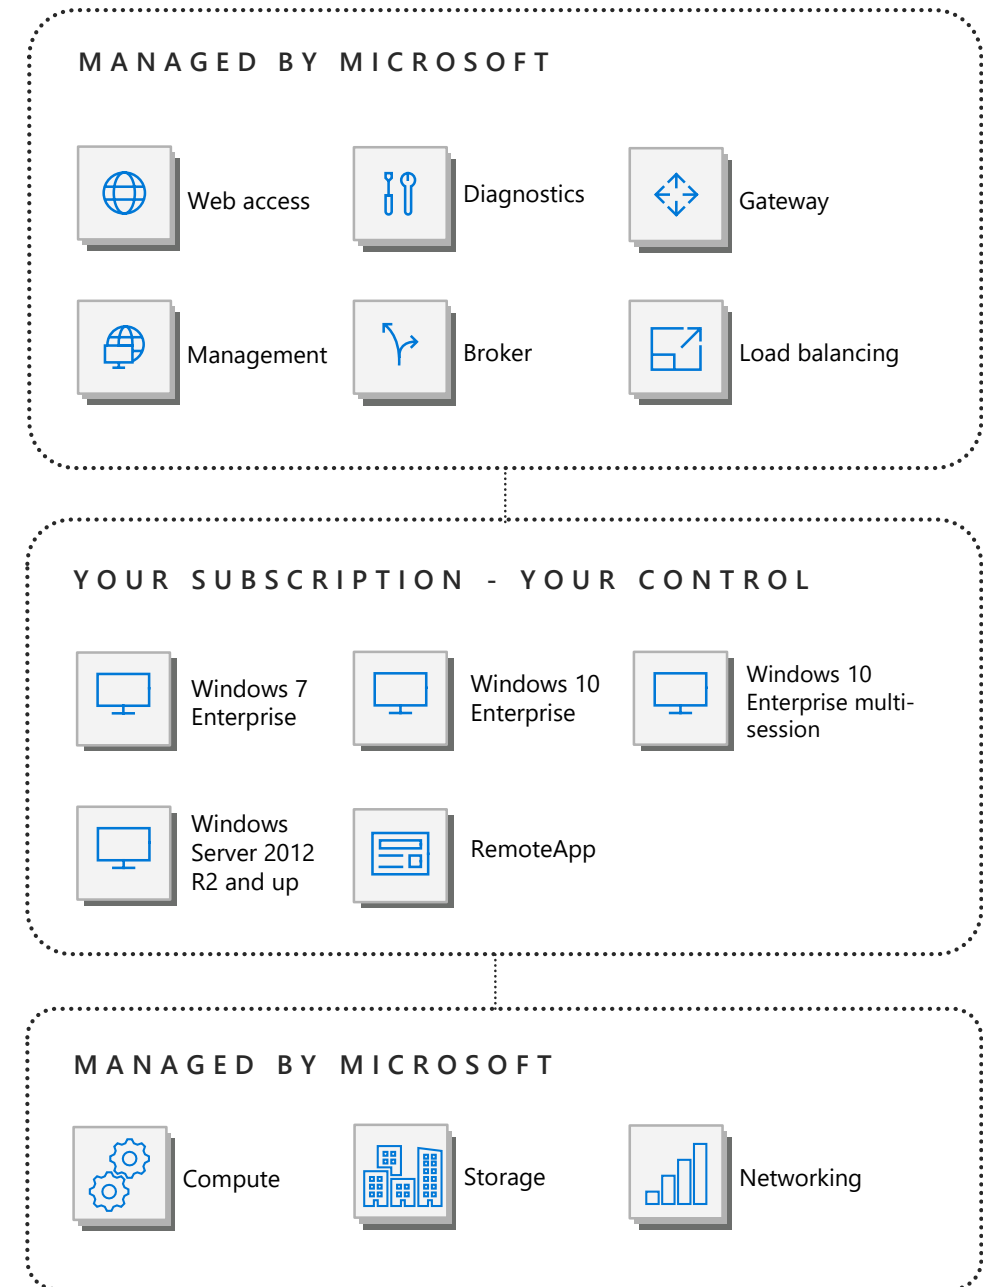 MANAGED BY MICROSOFT
Web access
Diagnostics
Gateway
Management
Broker
Load balancing
YOUR SUBSCRIPTION - YOUR CONTROL
Windows 7
Enterprise
Windows 10
Enterprise
Windows 10
Enterprise multi-
session
Windows
Server 2012
R2 and up
RemoteApp
MANAGED BY MICROSOFT
Compute
Storage
Networking